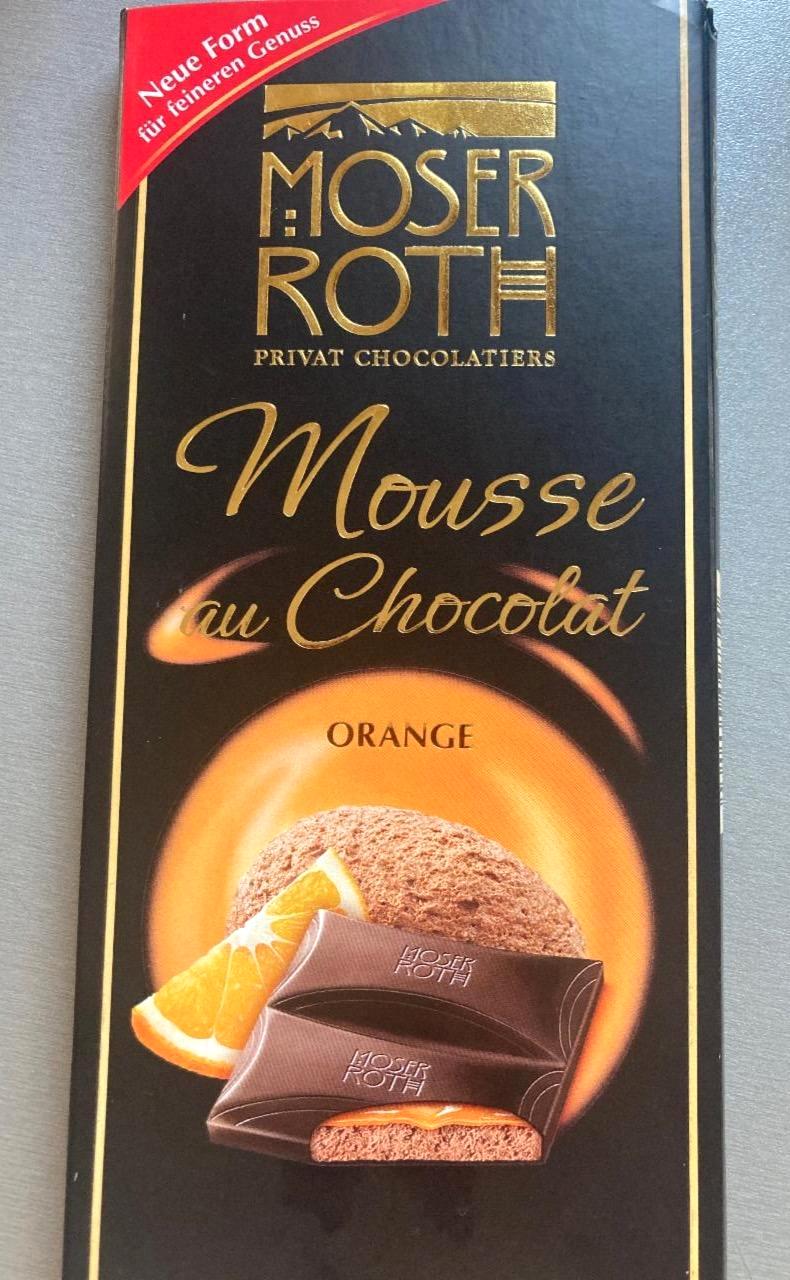 Neue Form
für feineren Genuss
MOSER
ROTH
PRIVAT CHOCOLATIERS
Mousse
au Chocolat
ORANGE
MOSER
ROTH
MOSER
ROTH